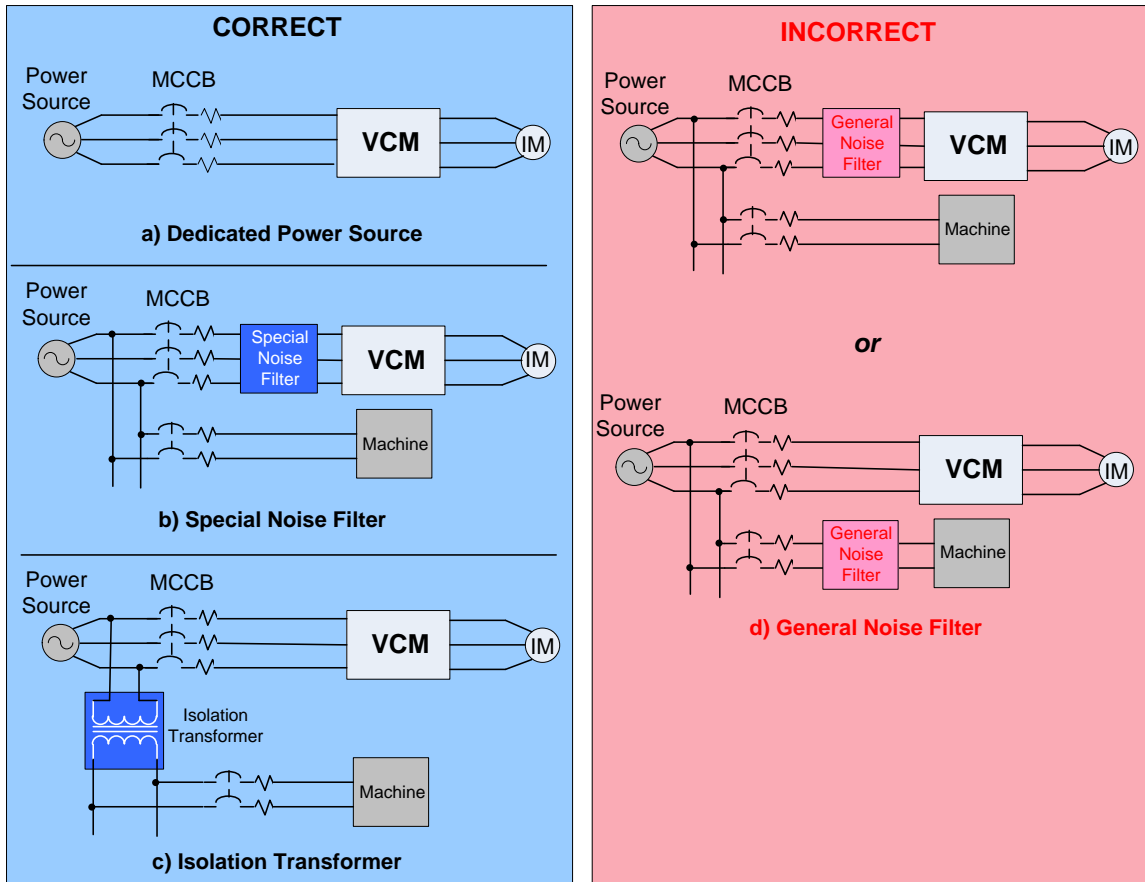 CORRECT
Power
Source
MCCB
VCM
IM
a) Dedicated Power Source
Power
Source
MCCB
Special
Noise
Filter
VCM
IM
Machine
b) Special Noise Filter
Power
Source
MCCB
VCM
IM
Isolation
Transformer
Machine
c) Isolation Transformer
INCORRECT
Power
Source
MCCB
General
Noise
Filter
VCM
IM
Machine
or
Power
Source
MCCB
VCM
IM
General
Noise
Filter
Machine
d) General Noise Filter